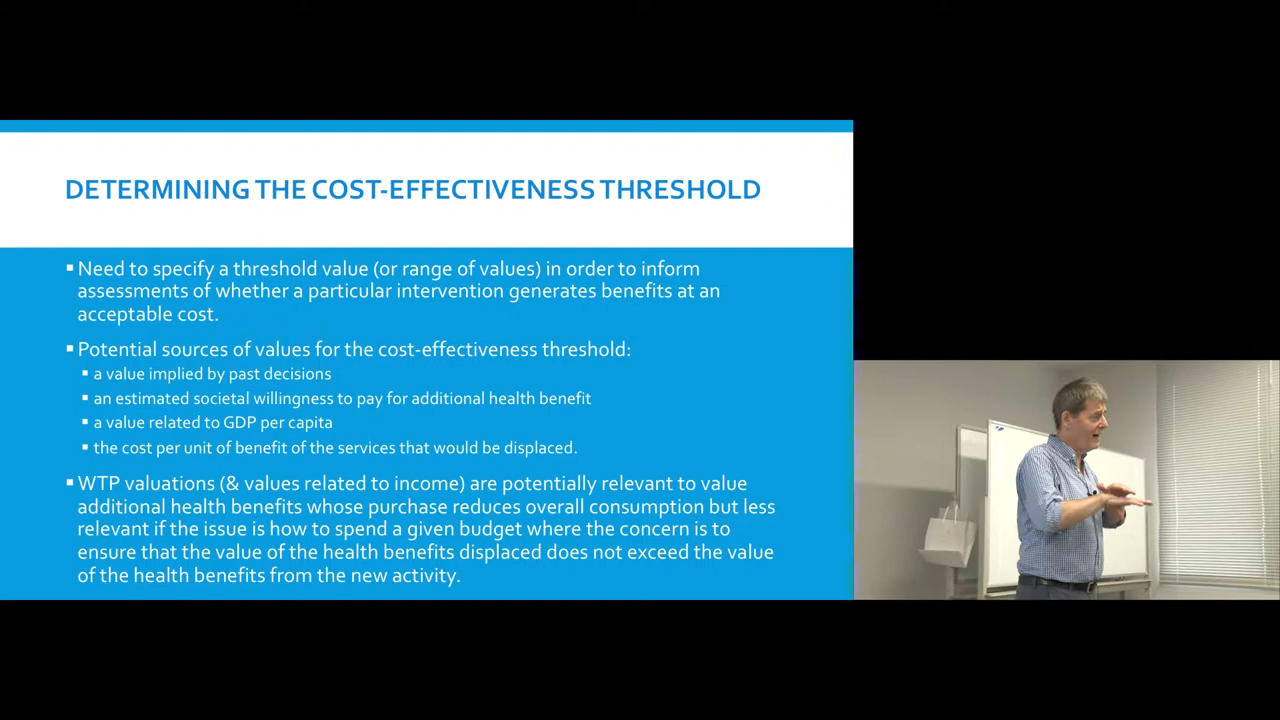 DETERMINING THE COST-EFFECTIVENESS THRESHOLD
▪ Need to specify a threshold value (or range of values) in order to inform
assessments of whether a particular intervention generates benefits at an
acceptable cost.
▪ Potential sources of values for the cost-effectiveness threshold:
▪ a value implied by past decisions
▪ an estimated societal willingness to pay for additional health benefit
▪ a value related to GDP per capita
▪ the cost per unit of benefit of the services that would be displaced.
▪ WTP valuations (& values related to income) are potentially relevant to value
additional health benefits whose purchase reduces overall consumption but less
relevant if the issue is how to spend a given budget where the concern is to
ensure that the value of the health benefits displaced does not exceed the value
of the health benefits from the new activity.